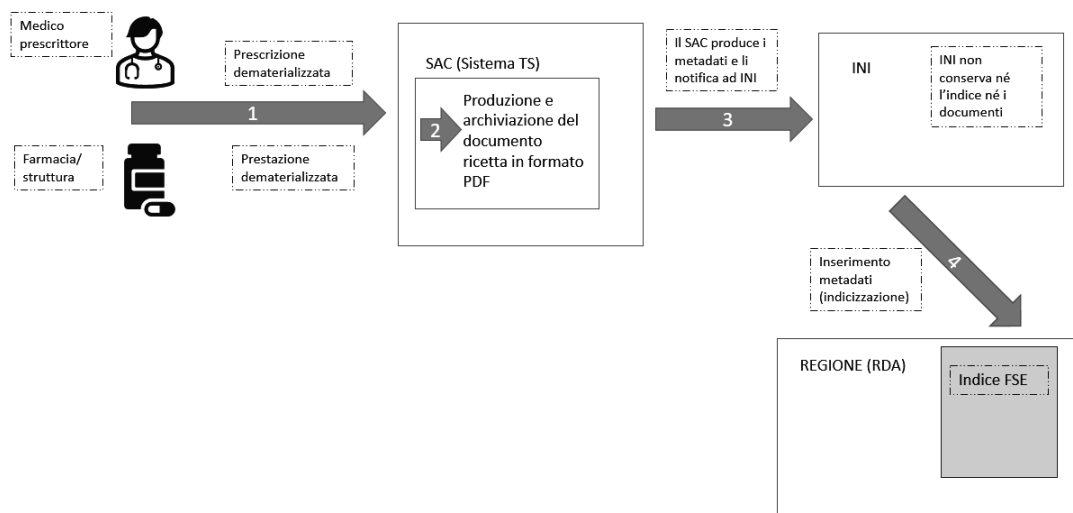 Medico
prescrittore
Prescrizione
dematerializzata
1
Farmacia/
struttura
Prestazione
dematerializzata
SAC (Sistema TS)
2
Produzione e
archiviazione del
documento
ricetta in formato
PDF
Il SAC produce i
metadati e li
notifica ad INI
3
INI
INI non
conserva né
l’indice né i
documenti
4
Inserimento
metadati
(indicizzazione)
REGIONE (RDA)
Indice FSE